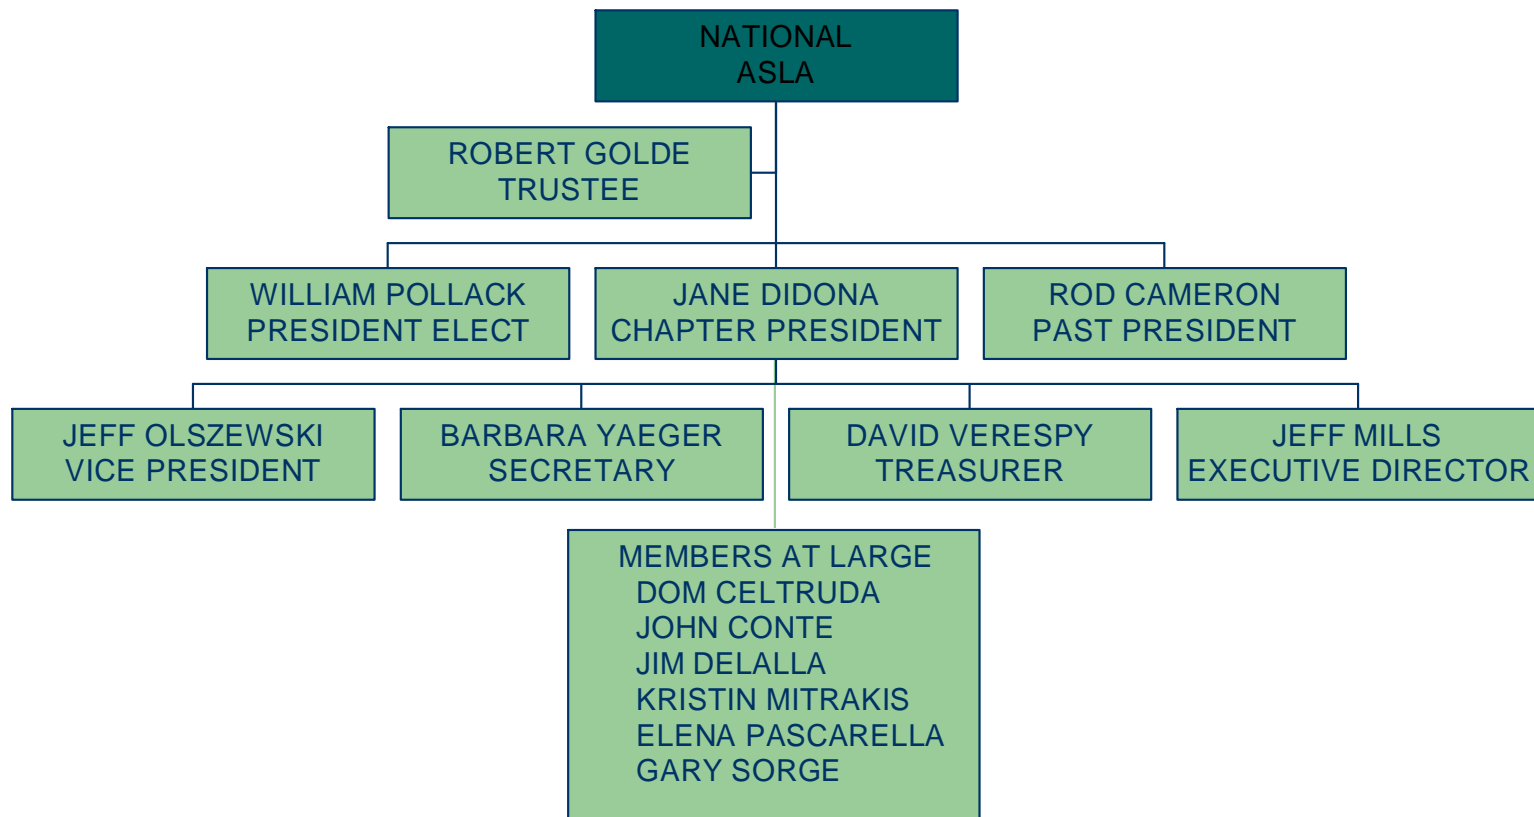 NATIONAL
ASLA
ROBERT GOLDE
TRUSTEE
WILLIAM POLLACK
PRESIDENT ELECT
JANE DIDONA
CHAPTER PRESIDENT
ROD CAMERON
PAST PRESIDENT
JEFF OLSZEWSKI
VICE PRESIDENT
BARBARA YAEGER
SECRETARY
DAVID VERESPY
TREASURER
JEFF MILLS
EXECUTIVE DIRECTOR
MEMBERS AT LARGE
DOM CELTRUDA
JOHN CONTE
JIM DELALLA
KRISTIN MITRAKIS
ELENA PASCARELLA
GARY SORGE